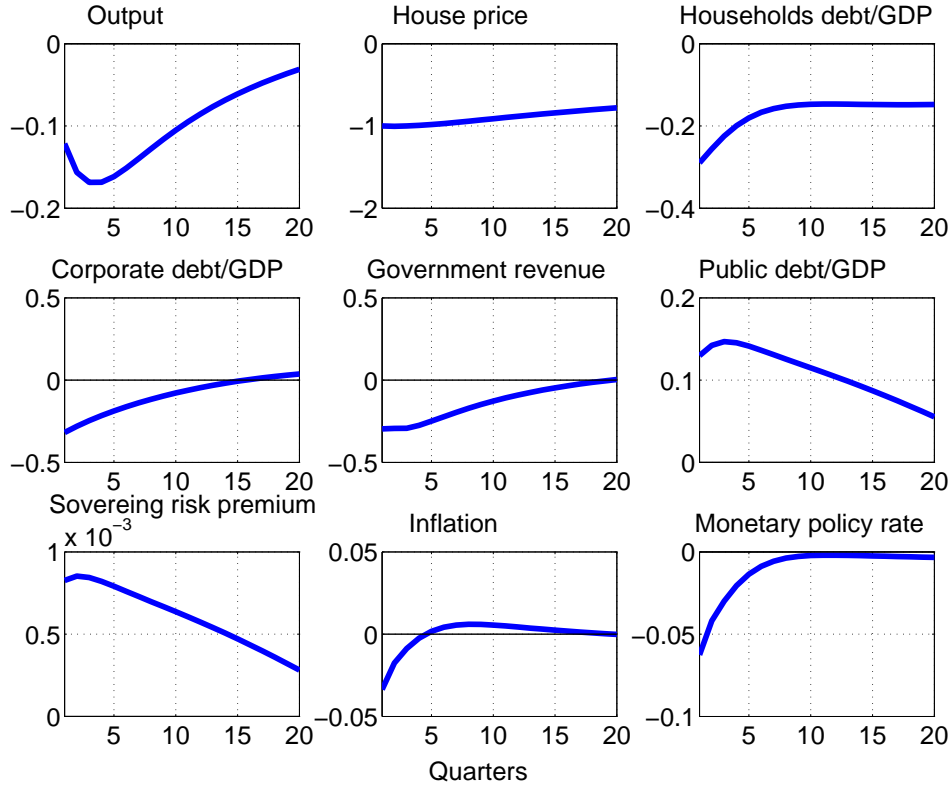 Output
House price
Households debt/GDP
0
−0.1
−0.2
5 10 15 20
0
−1
−2
5 10 15 20
0
−0.2
−0.4
5 10 15 20
Corporate debt/GDP
Government revenue
Public debt/GDP
0.5
0
−0.5
5 10 15 20
0.5
0
−0.5
5 10 15 20
0.2
0.1
0
5 10 15 20
Sovereing risk premium
x 10−3
Inflation
Monetary policy rate
1
0.5
0
5 10 15 20
0.05
0
−0.05
5 10 15 20
0
−0.05
−0.1
5 10 15 20
Quarters